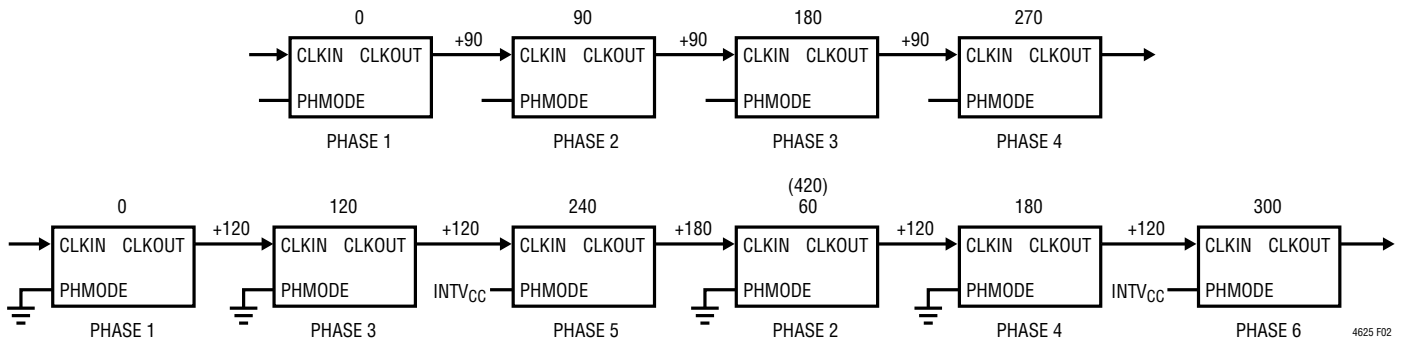 0 90 180 270
+90 +90 +90
CLKIN CLKOUT CLKIN CLKOUT CLKIN CLKOUT CLKIN CLKOUT
PHMODE PHMODE PHMODE PHMODE
PHASE 1 PHASE 2 PHASE 3 PHASE 4
(420)
0 120 240 60 180 300
+120 +120 +180 +120 +120
CLKIN CLKOUT CLKIN CLKOUT CLKIN CLKOUT CLKIN CLKOUT CLKIN CLKOUT CLKIN CLKOUT
PHMODE PHMODE INTVCC PHMODE PHMODE PHMODE INTVCC PHMODE
PHASE 1 PHASE 3 PHASE 5 PHASE 2 PHASE 4 PHASE 6
4625 F02